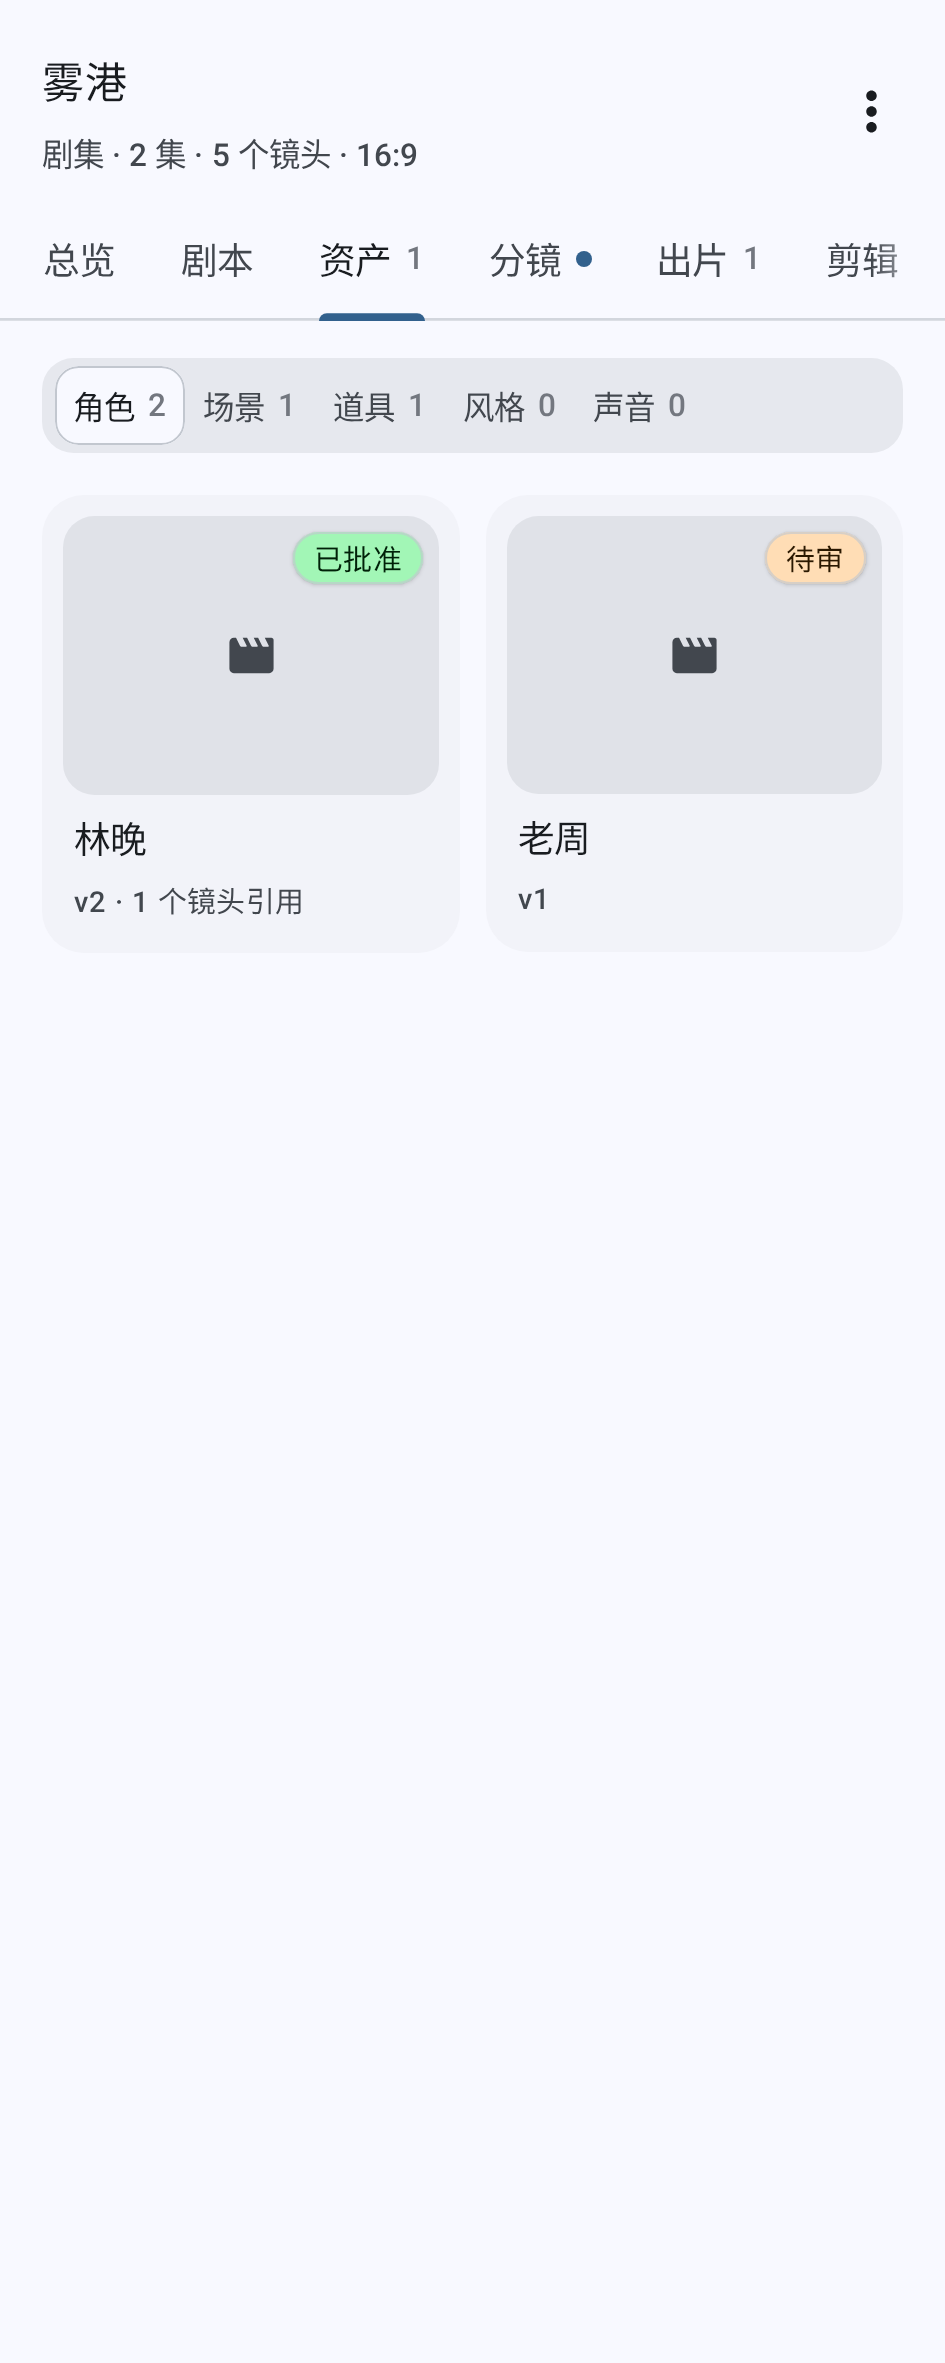 雾港
剧集 · 2 集 · 5 个镜头 · 16:9
总览 剧本 资产 1 分镜 出片 1 剪辑
角色 2 场景 1 道具 1 风格 0 声音 0
已批准 待审
林晚 老周
v2 · 1 个镜头引用 v1